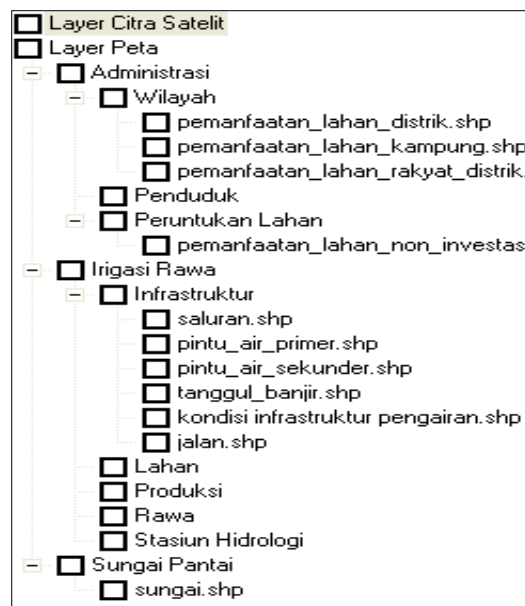 Layer Citra Satelit
Layer Peta
Administrasi
Wilayah
pemanfaatan_lahan_distrik.shp
pemanfaatan_lahan_kampung.shp
pemanfaatan_lahan_rakyat_distrik.
Penduduk
Peruntukan Lahan
pemanfaatan_lahan_non_investas
Irigasi Rawa
Infrastruktur
saluran.shp
pintu_air_primer.shp
pintu_air_sekunder.shp
tanggul_banjir.shp
kondisi infrastruktur pengairan.shp
jalan.shp
Lahan
Produksi
Rawa
Stasiun Hidrologi
Sungai Pantai
sungai.shp